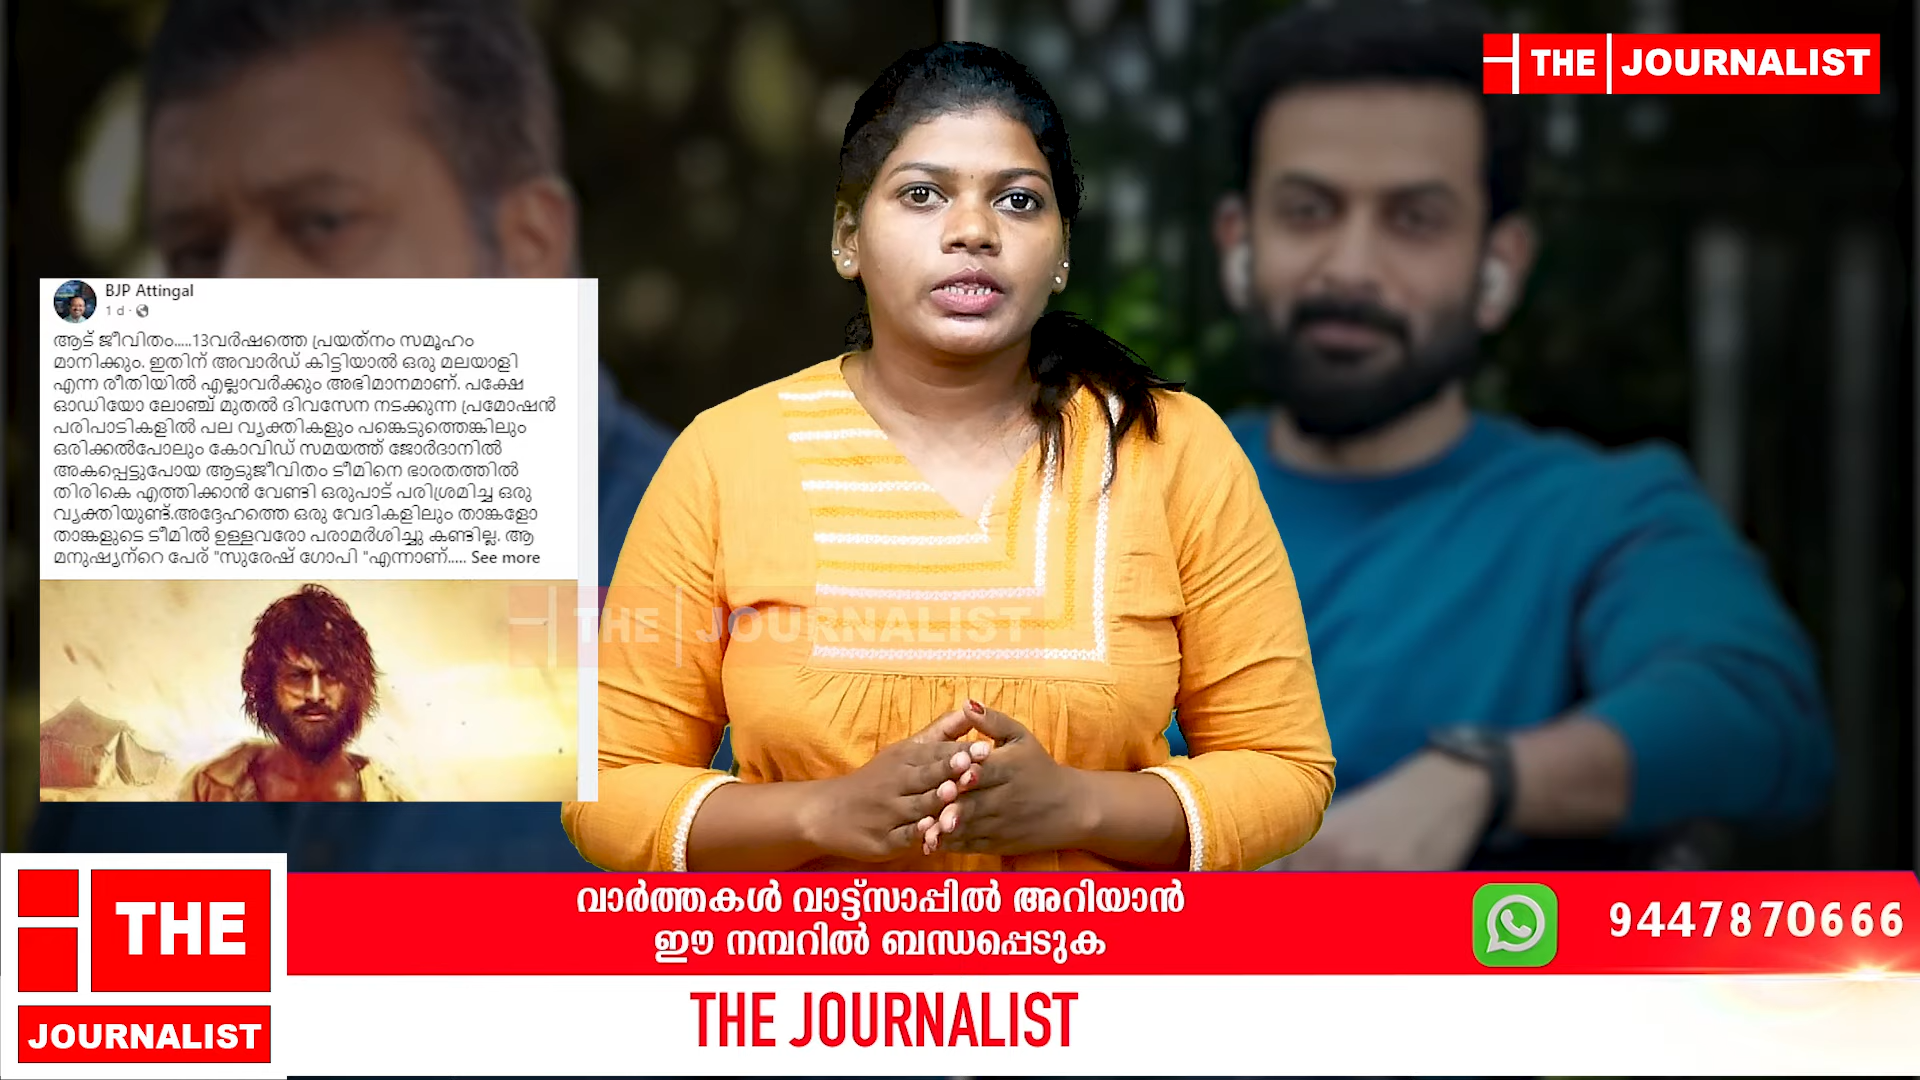 THE JOURNALIST
BJP Attingal
1 d ·
ആട് ജീവിതം.....13വർഷത്തെ പ്രയത്നം സമൂഹം
മാനിക്കും. ഇതിന് അവാർഡ് കിട്ടിയാൽ ഒരു മലയാളി
എന്ന രീതിയിൽ എല്ലാവർക്കും അഭിമാനമാണ്. പക്ഷേ
ഓഡിയോ ലോഞ്ച് മുതൽ ദിവസേന നടക്കുന്ന പ്രമോഷൻ
പരിപാടികളിൽ പല വ്യക്തികളും പങ്കെടുത്തെങ്കിലും
ഒരിക്കൽപോലും കോവിഡ് സമയത്ത് ജോർദാനിൽ
അകപ്പെട്ടുപോയ ആടുജീവിതം ടീമിനെ ഭാരതത്തിൽ
തിരികെ എത്തിക്കാൻ വേണ്ടി ഒരുപാട് പരിശ്രമിച്ച ഒരു
വ്യക്തിയുണ്ട്.അദ്ദേഹത്തെ ഒരു വേദികളിലും താങ്കളോ
താങ്കളുടെ ടീമിൽ ഉള്ളവരോ പരാമർശിച്ചു കണ്ടില്ല. ആ
മനുഷ്യന്റെ പേര് "സുരേഷ് ഗോപി "എന്നാണ്..... See more
THE JOURNALIST
THE
JOURNALIST
വാർത്തകൾ വാട്ട്സാപ്പിൽ അറിയാൻ
ഈ നമ്പറിൽ ബന്ധപ്പെടുക
9447870666
THE JOURNALIST